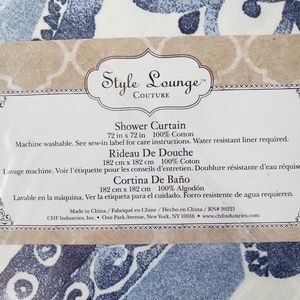 Style Lounge™
COUTURE
Shower Curtain
72 in x 72 in 100% Cotton
Machine washable. See sew-in label for care instructions. Water resistant liner required.
Rideau De Douche
182 cm x 182 cm 100% Coton
Lavage machine. Voir l'étiquette pour les conseils d'entretien. Doublure résistante d'eau réquise
Cortina De Baño
182 cm x 182 cm 100% Algodón
Lavable en la máquina. Ver la etiqueta para el cuidado. Forro resistente de agua requieren.
Made in China / Fabriqué en Chine / Hecho en China / RN# 30221
CHF Industries, Inc. • One Park Avenue, New York, NY 10016 • www.chfindustries.com